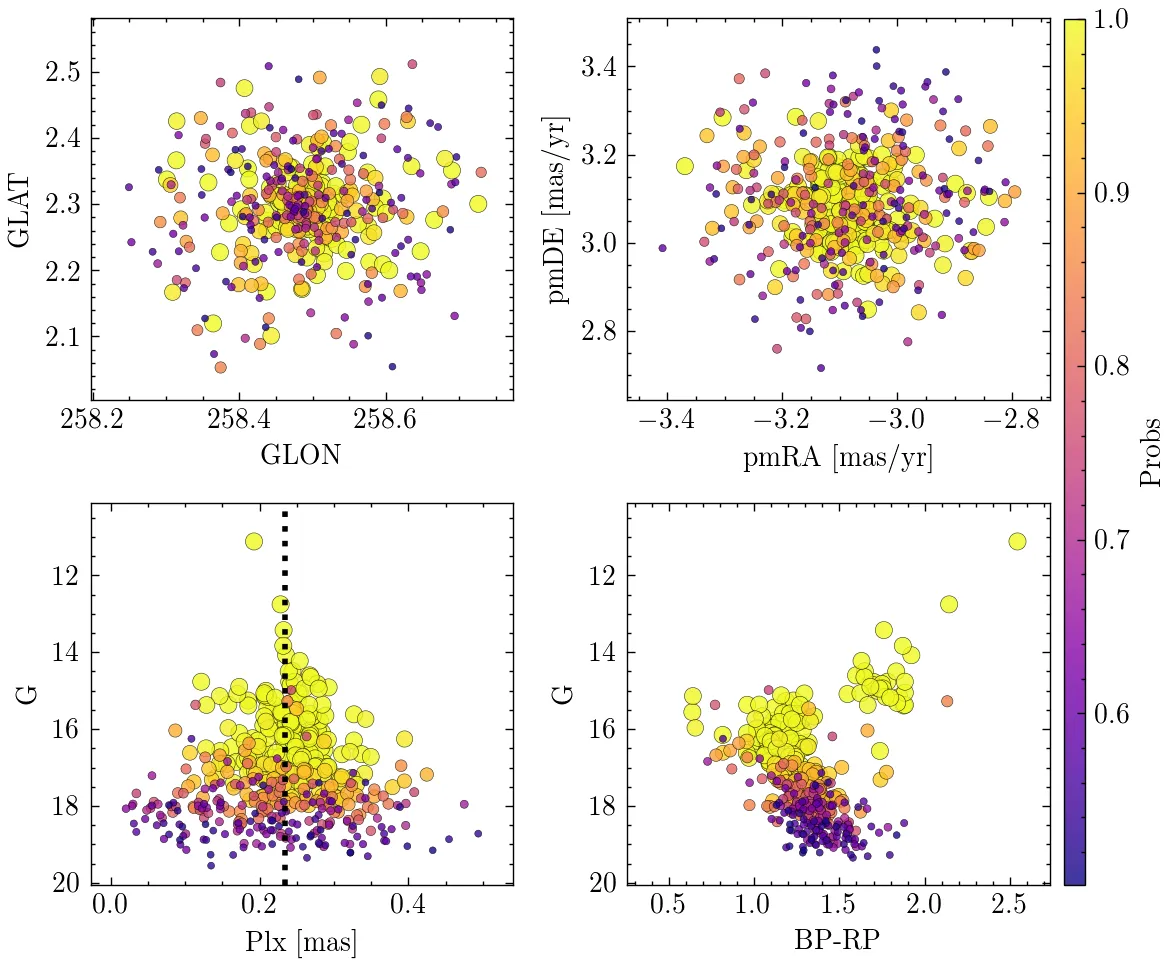 2.5
2.4
2.3
2.2
2.1
GLAT
258.2 258.4 258.6
GLON
3.4
3.2
3.0
2.8
pmDE [mas/yr]
−3.4 −3.2 −3.0 −2.8
pmRA [mas/yr]
1.0
0.9
0.8
0.7
0.6
Probs
12
14
16
18
20
G
0.0 0.2 0.4
Plx [mas]
12
14
16
18
20
G
0.5 1.0 1.5 2.0 2.5
BP-RP